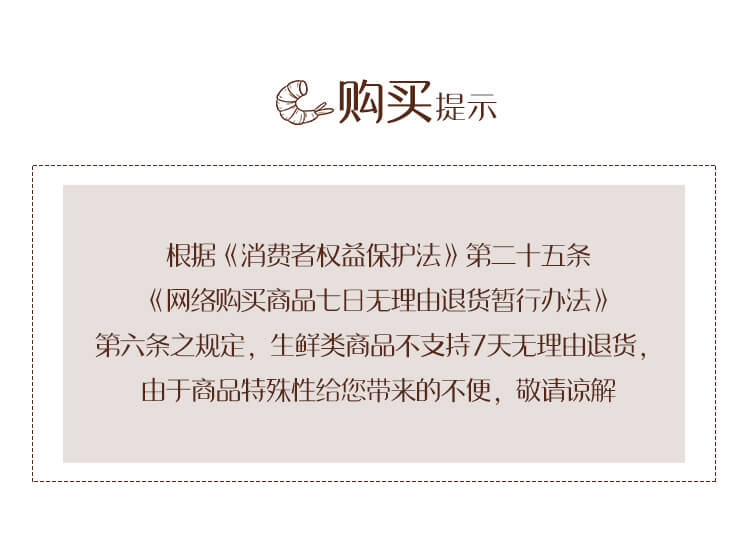 购买提示
根据《消费者权益保护法》第二十五条
《网络购买商品七日无理由退货暂行办法》
第六条之规定，生鲜类商品不支持7天无理由退货，
由于商品特殊性给您带来的不便，敬请谅解